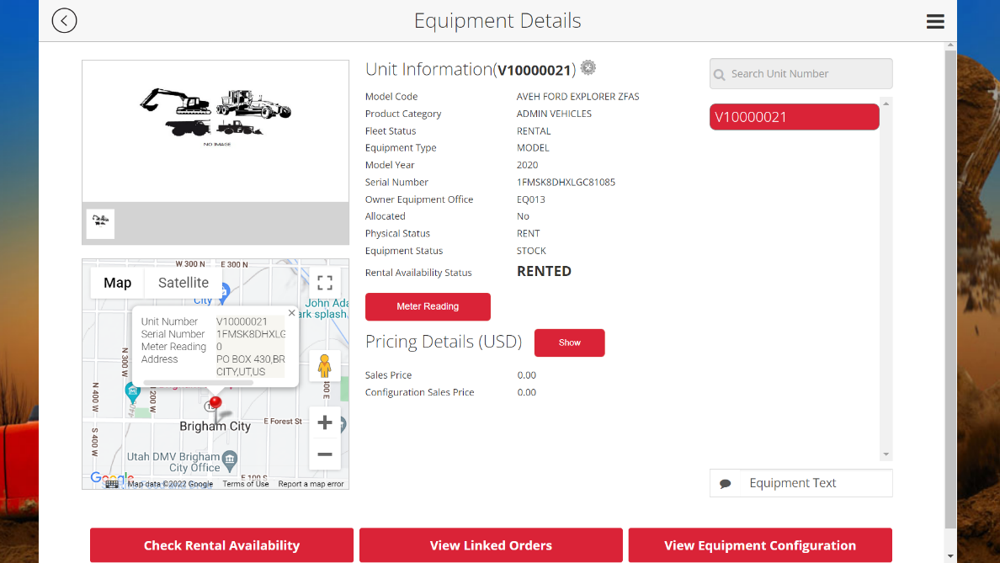 Equipment Details
NO IMAGE
Unit Information(V10000021)
Model Code AVEH FORD EXPLORER ZFAS
Product Category ADMIN VEHICLES
Fleet Status RENTAL
Equipment Type MODEL
Model Year 2020
Serial Number 1FMSK8DHXLGC81085
Owner Equipment Office EQ013
Allocated No
Physical Status RENT
Equipment Status STOCK
Rental Availability Status RENTED
Meter Reading
Pricing Details (USD) Show
Sales Price 0.00
Configuration Sales Price 0.00
Search Unit Number
V10000021
Equipment Text
W 300 N E 300 N
Map Satellite
City
John Ada
ark splash.
Unit Number V10000021
Serial Number 1FMSK8DHXLG
Meter Reading 0
Address PO BOX 430,BR
CITY,UT,US
N 300 W
N 400 W
200 W
S 400 W
100 E
Brigham City
E Forest St
Utah DMV Brigham
City Office
E 100 S
Google
Map data ©2022 Google Terms of Use Report a map error
Check Rental Availability
View Linked Orders
View Equipment Configuration